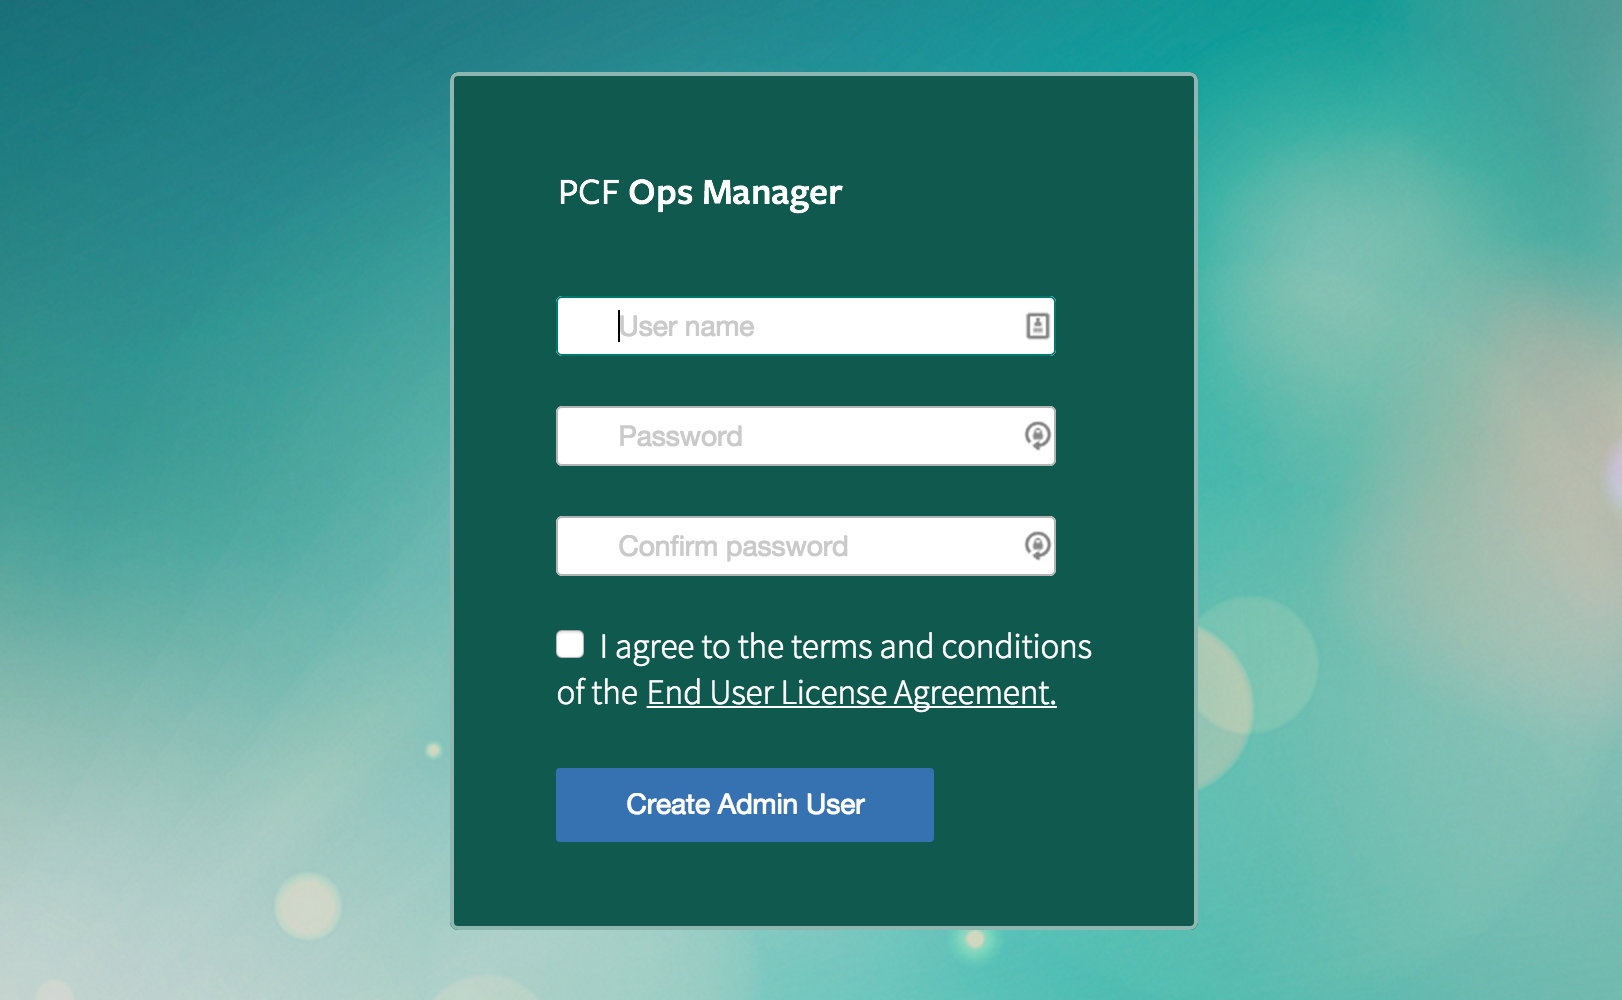 PCF Ops Manager
User name
Password
Confirm password
I agree to the terms and conditions
of the End User License Agreement.
Create Admin User